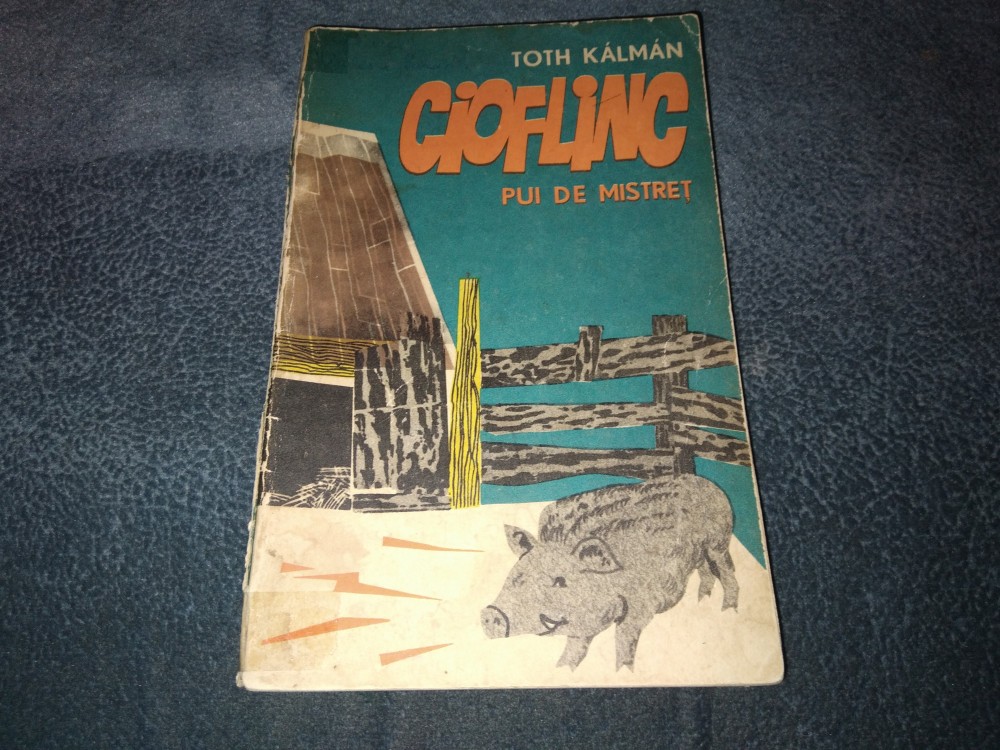 TOTH KÁLMÁN
CIOFLINC
PUI DE MISTREȚ